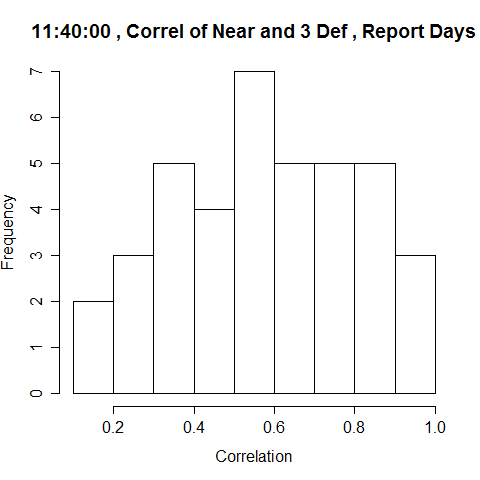 11:40:00 , Correl of Near and 3 Def , Report Days
Frequency
7
6
5
4
3
2
1
0
0.2 0.4 0.6 0.8 1.0
Correlation